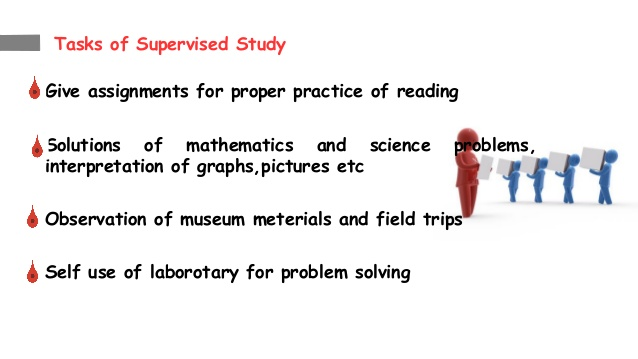 Tasks of Supervised Study
Give assignments for proper practice of reading
Solutions of mathematics and science problems,
interpretation of graphs,pictures etc
Observation of museum meterials and field trips
Self use of laborotary for problem solving